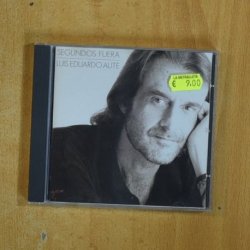 SEGUNDOS FUERA
LUIS EDUARDO AUTE
LA METRALLETA
€ 9,00